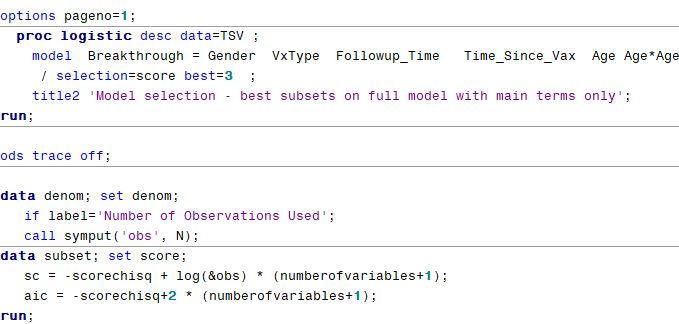 options pageno=1;
proc logistic desc data=TSV ;
model Breakthrough = Gender VxType Followup_Time Time_Since_Vax Age Age*Age
/ selection=score best=3 ;
title2 'Model selection - best subsets on full model with main terms only';
run;
ods trace off;
data denom; set denom;
if label='Number of Observations Used';
call symput('obs', N);
data subset; set score;
sc = -scorechisq + log(&obs) * (numberofvariables+1);
aic = -scorechisq+2 * (numberofvariables+1);
run;